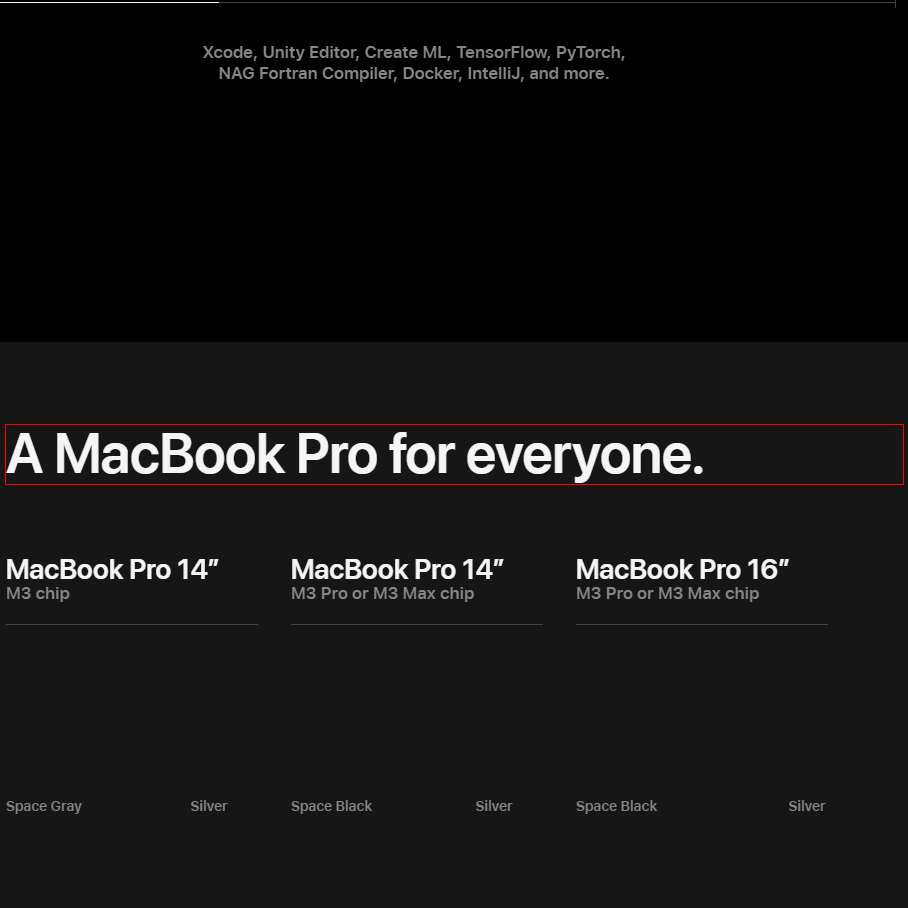 Xcode, Unity Editor, Create ML, TensorFlow, PyTorch,
NAG Fortran Compiler, Docker, IntelliJ, and more.
A MacBook Pro for everyone.
MacBook Pro 14”
M3 chip
MacBook Pro 14”
M3 Pro or M3 Max chip
MacBook Pro 16”
M3 Pro or M3 Max chip
Space Gray
Silver
Space Black
Silver
Space Black
Silver